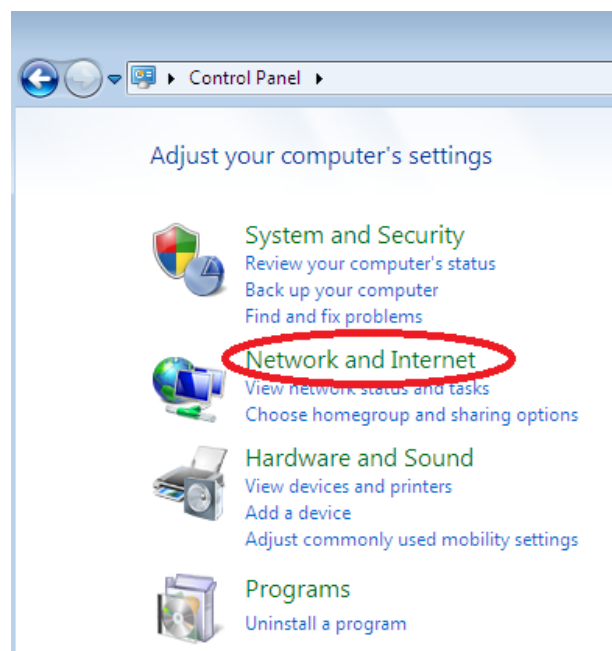 Control Panel
Adjust your computer's settings
System and Security
Review your computer's status
Back up your computer
Find and fix problems
Network and Internet
View network status and tasks
Choose homegroup and sharing options
Hardware and Sound
View devices and printers
Add a device
Adjust commonly used mobility settings
Programs
Uninstall a program